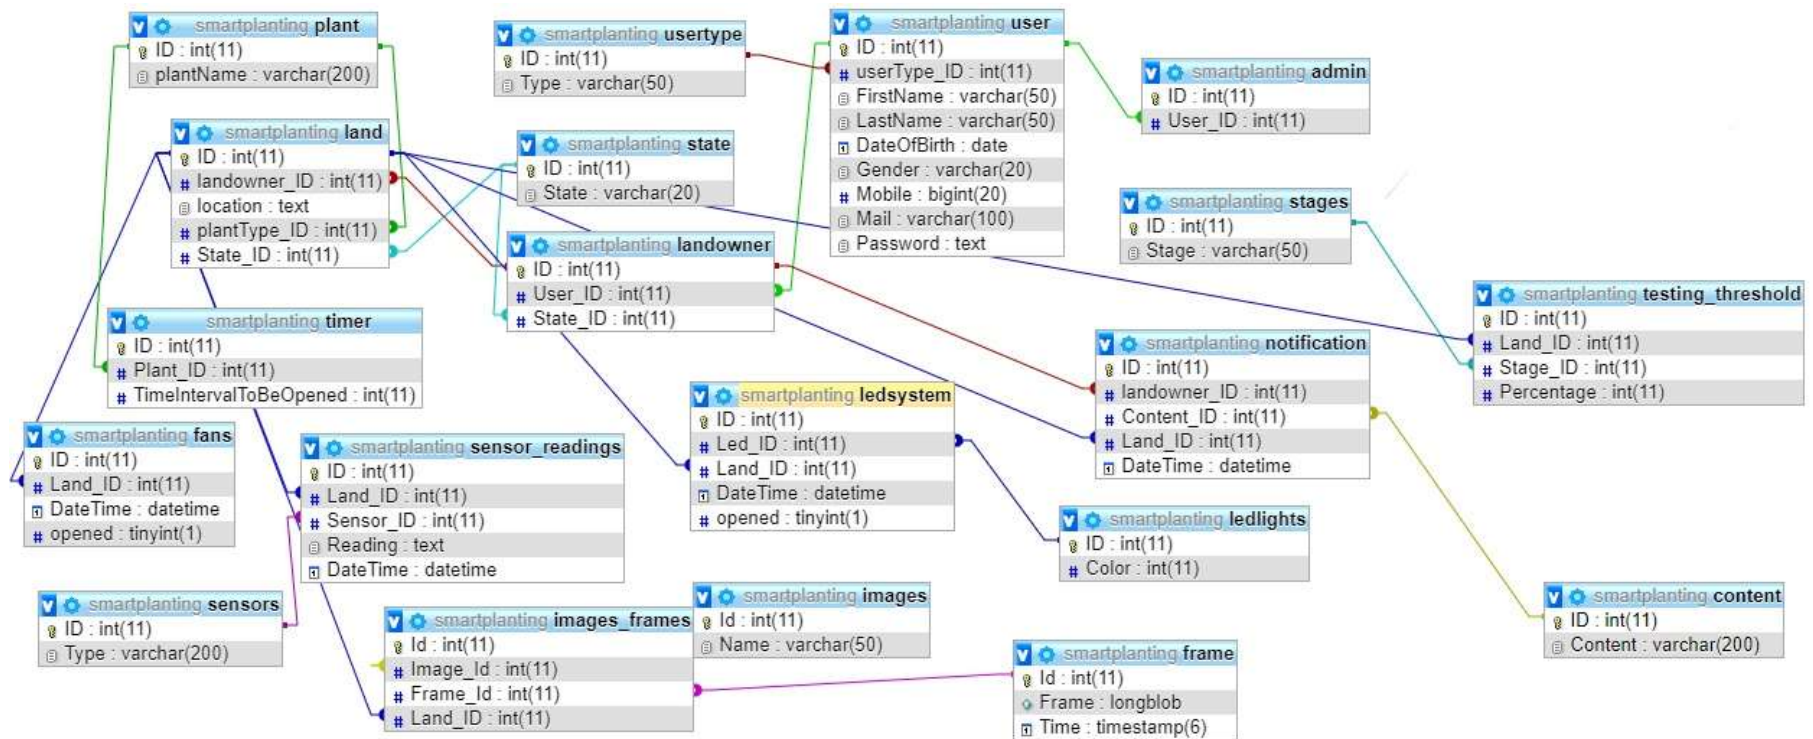 smartplanting plant
ID : int(11)
plantName : varchar(200)
smartplanting usertype
ID : int(11)
Type : varchar(50)
smartplanting user
ID : int(11)
userType_ID : int(11)
FirstName : varchar(50)
LastName : varchar(50)
DateOfBirth : date
Gender : varchar(20)
Mobile : bigint(20)
Mail : varchar(100)
Password : text
smartplanting admin
ID : int(11)
User_ID : int(11)
smartplanting land
ID : int(11)
landowner_ID : int(11)
location : text
plantType_ID : int(11)
State_ID : int(11)
smartplanting state
ID : int(11)
State : varchar(20)
smartplanting stages
ID : int(11)
Stage : varchar(50)
smartplanting landowner
ID : int(11)
User_ID : int(11)
State_ID : int(11)
smartplanting testing_threshold
ID : int(11)
Land_ID : int(11)
Stage_ID : int(11)
Percentage : int(11)
smartplanting timer
ID : int(11)
Plant_ID : int(11)
TimeIntervalToBeOpened : int(11)
smartplanting notification
ID : int(11)
landowner_ID : int(11)
Content_ID : int(11)
Land_ID : int(11)
DateTime : datetime
smartplanting ledsystem
ID : int(11)
Led_ID : int(11)
Land_ID : int(11)
DateTime : datetime
opened : tinyint(1)
smartplanting fans
ID : int(11)
Land_ID : int(11)
DateTime : datetime
opened : tinyint(1)
smartplanting sensor_readings
ID : int(11)
Land_ID : int(11)
Sensor_ID : int(11)
Reading : text
DateTime : datetime
smartplanting ledlights
ID : int(11)
Color : int(11)
smartplanting sensors
ID : int(11)
Type : varchar(200)
smartplanting images_frames
Id : int(11)
Image_Id : int(11)
Frame_Id : int(11)
Land_ID : int(11)
smartplanting images
Id : int(11)
Name : varchar(50)
smartplanting content
ID : int(11)
Content : varchar(200)
smartplanting frame
Id : int(11)
Frame : longblob
Time : timestamp(6)